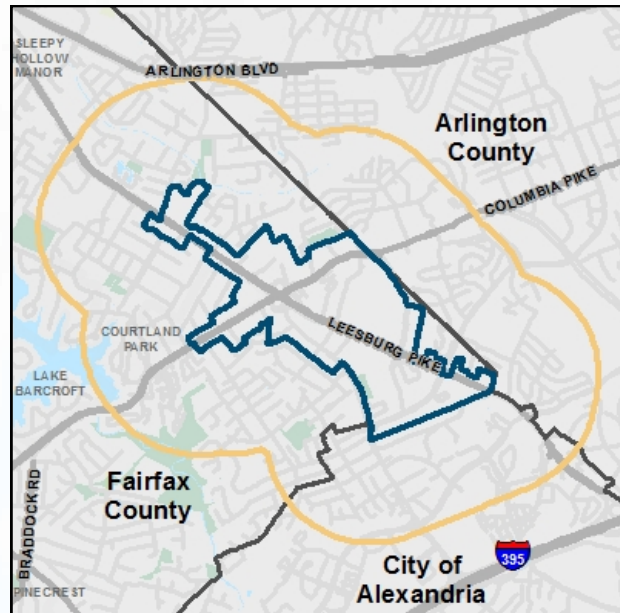 SLEEPY
HOLLOW
MANOR
ARLINGTON BLVD
Arlington
County
COLUMBIA PIKE
COURTLAND
PARK
LEESBURG PIKE
LAKE
BARCROFT
Fairfax
County
BRADDOCK RD
395
City of
Alexandria
PINECREST